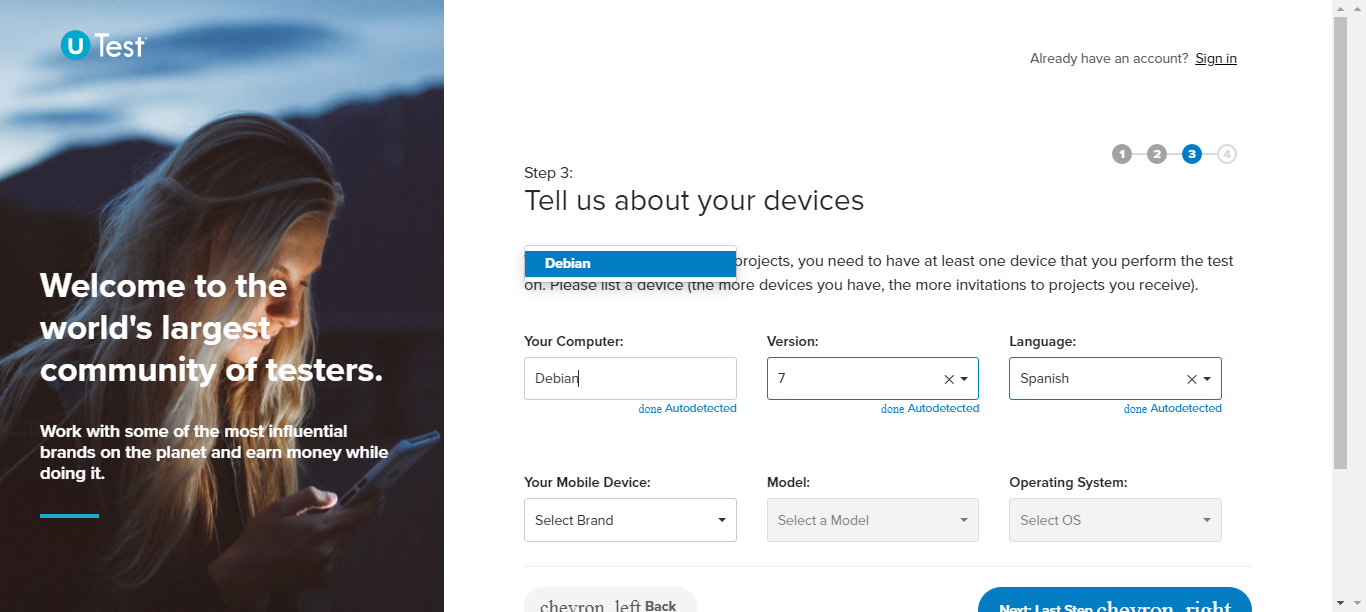 U Test
Welcome to the
world's largest
community of testers.
Work with some of the most influential
brands on the planet and earn money while
doing it.
Already have an account? Sign in
1 2 3 4
Step 3:
Tell us about your devices
Debian
projects, you need to have at least one device that you perform the test
on. Please list a device (the more devices you have, the more invitations to projects you receive).
Your Computer: Version: Language:
Debian 7 Spanish
done Autodetected done Autodetected done Autodetected
Your Mobile Device: Model: Operating System:
Select Brand Select a Model Select OS
chevron_left Back Next: Last Step chevron_right